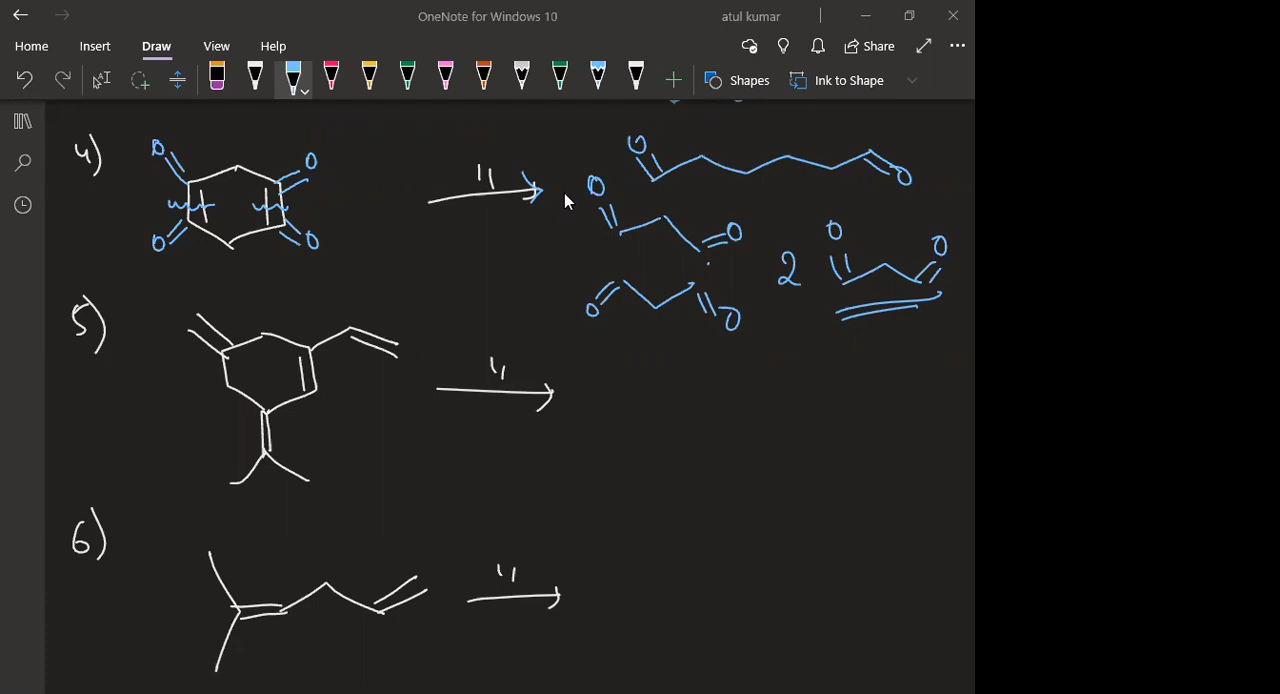 OneNote for Windows 10
atul kumar
Home Insert Draw View Help
Share
Shapes Ink to Shape
4)
O O
O O
"
O O
O O
O O
2 O O
5)
"
6)
"